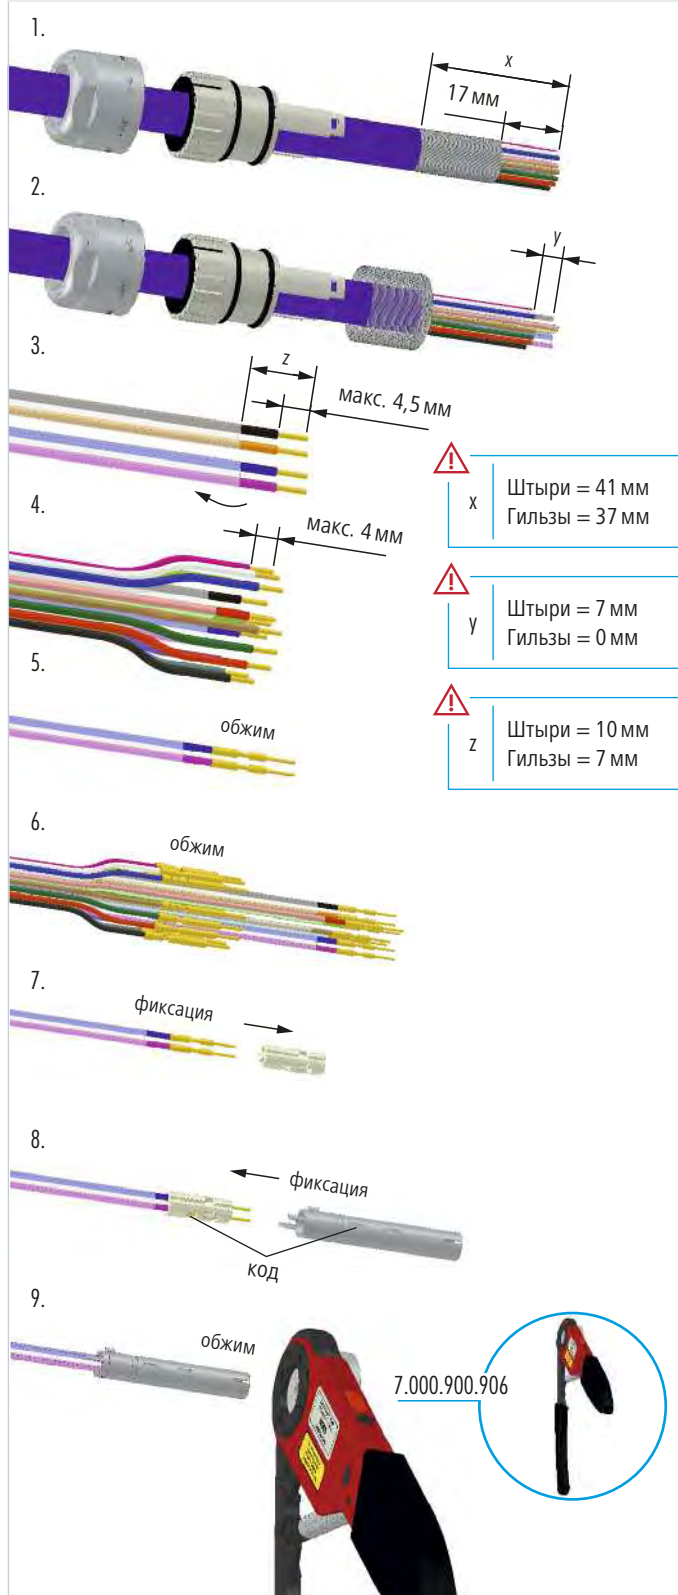 1.
x
17 мм
2.
y
3.
z
макс. 4,5 мм
x
Штыри = 41 мм
Гильзы = 37 мм
4.
макс. 4 мм
y
Штыри = 7 мм
Гильзы = 0 мм
5.
обжим
z
Штыри = 10 мм
Гильзы = 7 мм
6.
обжим
7.
фиксация
8.
фиксация
код
9.
обжим
7.000.900.906